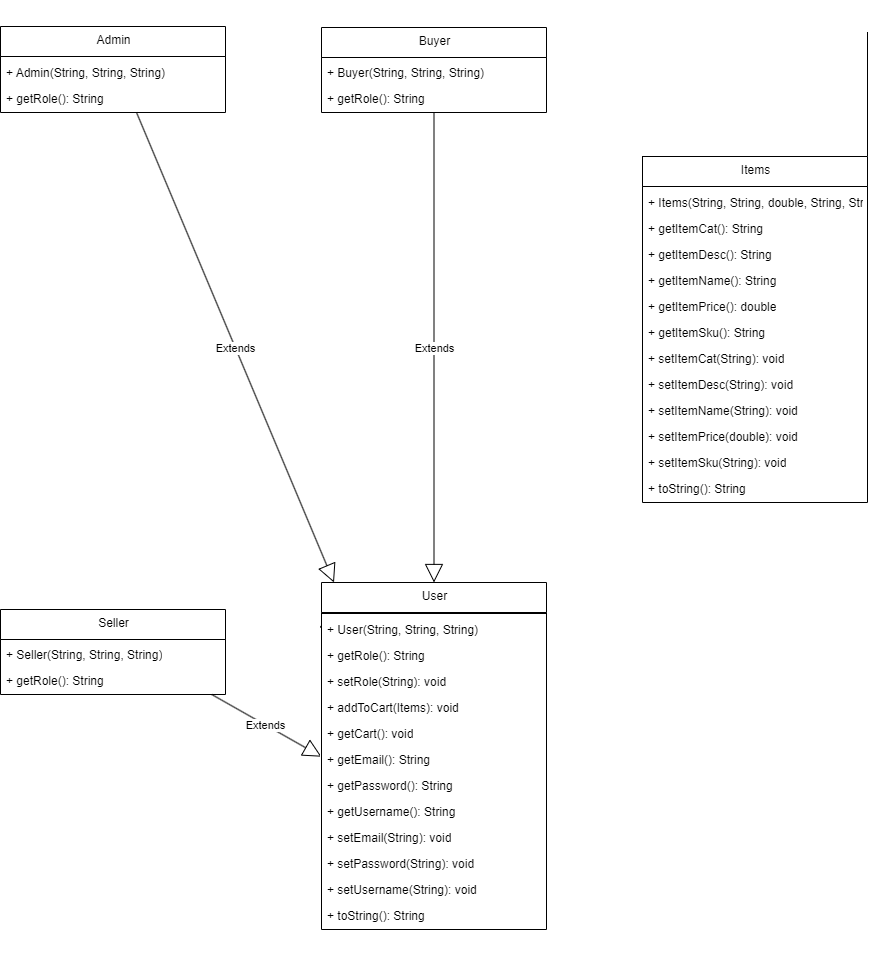 Admin
+ Admin(String, String, String)
+ getRole(): String
Buyer
+ Buyer(String, String, String)
+ getRole(): String
Items
+ Items(String, String, double, String, Str
+ getItemCat(): String
+ getItemDesc(): String
+ getItemName(): String
+ getItemPrice(): double
+ getItemSku(): String
+ setItemCat(String): void
+ setItemDesc(String): void
+ setItemName(String): void
+ setItemPrice(double): void
+ setItemSku(String): void
+ toString(): String
Extends
Extends
Seller
+ Seller(String, String, String)
+ getRole(): String
Extends
User
+ User(String, String, String)
+ getRole(): String
+ setRole(String): void
+ addToCart(Items): void
+ getCart(): void
+ getEmail(): String
+ getPassword(): String
+ getUsername(): String
+ setEmail(String): void
+ setPassword(String): void
+ setUsername(String): void
+ toString(): String